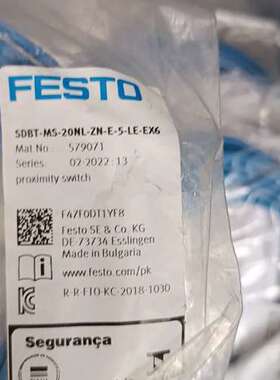 FESTO
SDBT-MS-20NL-ZN-E-5-LE-EX6
Mat No.: 579071
Series: 02-2022:13
proximity switch
F47F0DT1YF8
Festo SE & Co. KG
DE-73734 Esslingen
Made in Bulgaria
www.festo.com/pk
R-R-FTO-KC-2018-1030
Segurança